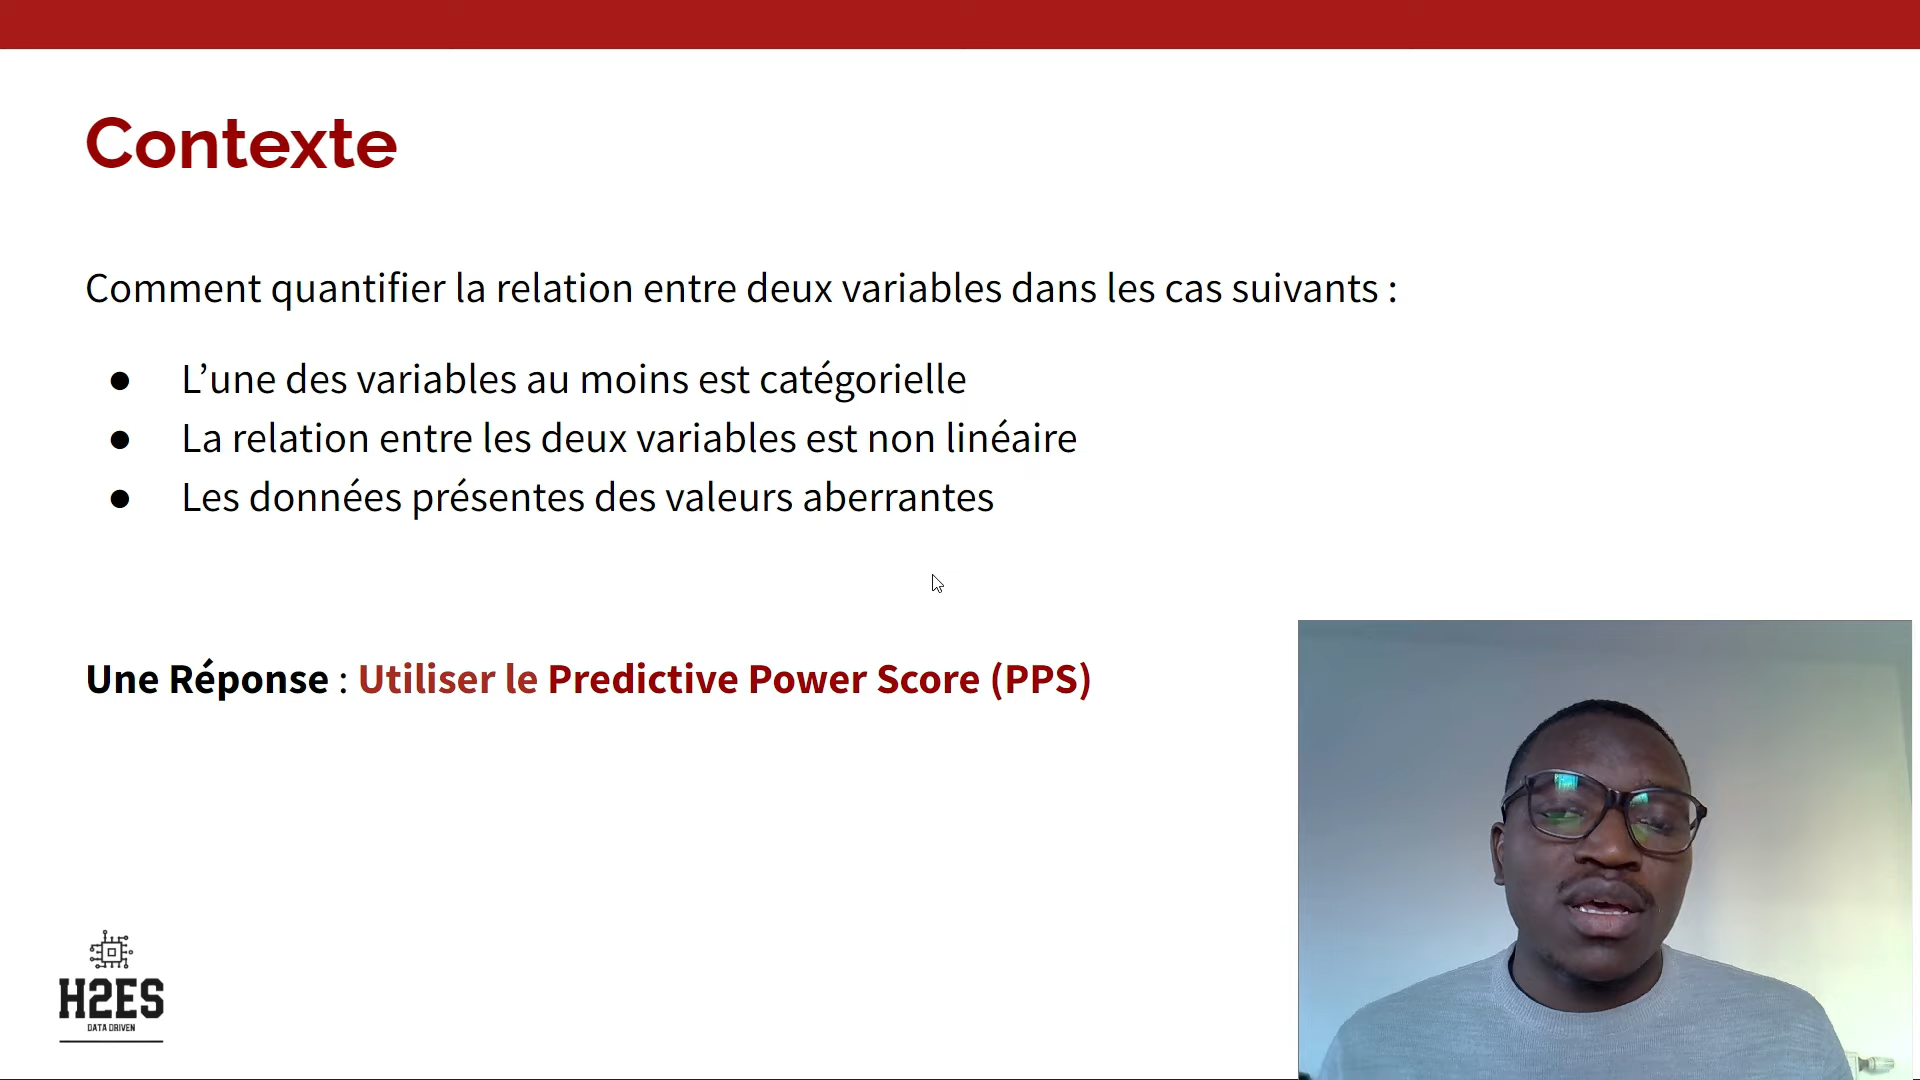 Contexte
Comment quantifier la relation entre deux variables dans les cas suivants :
● L’une des variables au moins est catégorielle
● La relation entre les deux variables est non linéaire
● Les données présentes des valeurs aberrantes
Une Réponse : Utiliser le Predictive Power Score (PPS)
H2ES
DATA DRIVEN